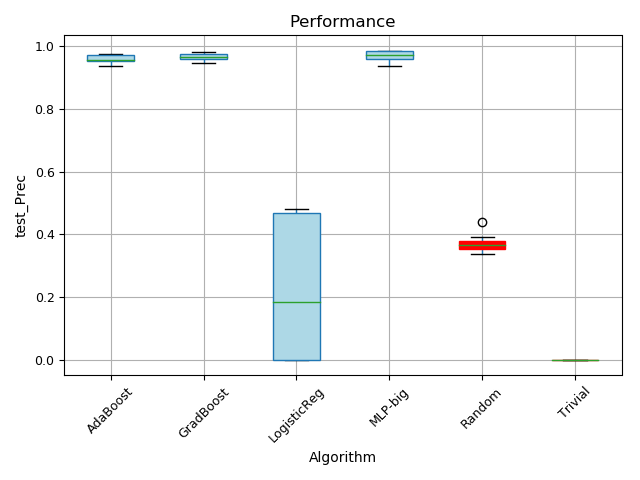 Performance
test_Prec
1.0
0.8
0.6
0.4
0.2
0.0
AdaBoost
GradBoost
LogisticReg
MLP-big
Random
Trivial
Algorithm